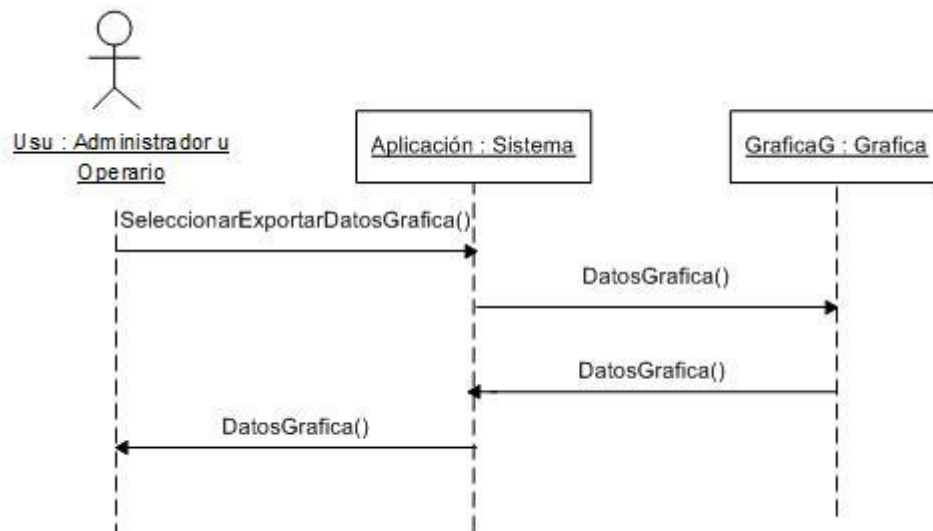 Usu : Administrador u
Operario
Aplicación : Sistema
GraficaG : Grafica
SeleccionarExportarDatosGrafica()
DatosGrafica()
DatosGrafica()
DatosGrafica()